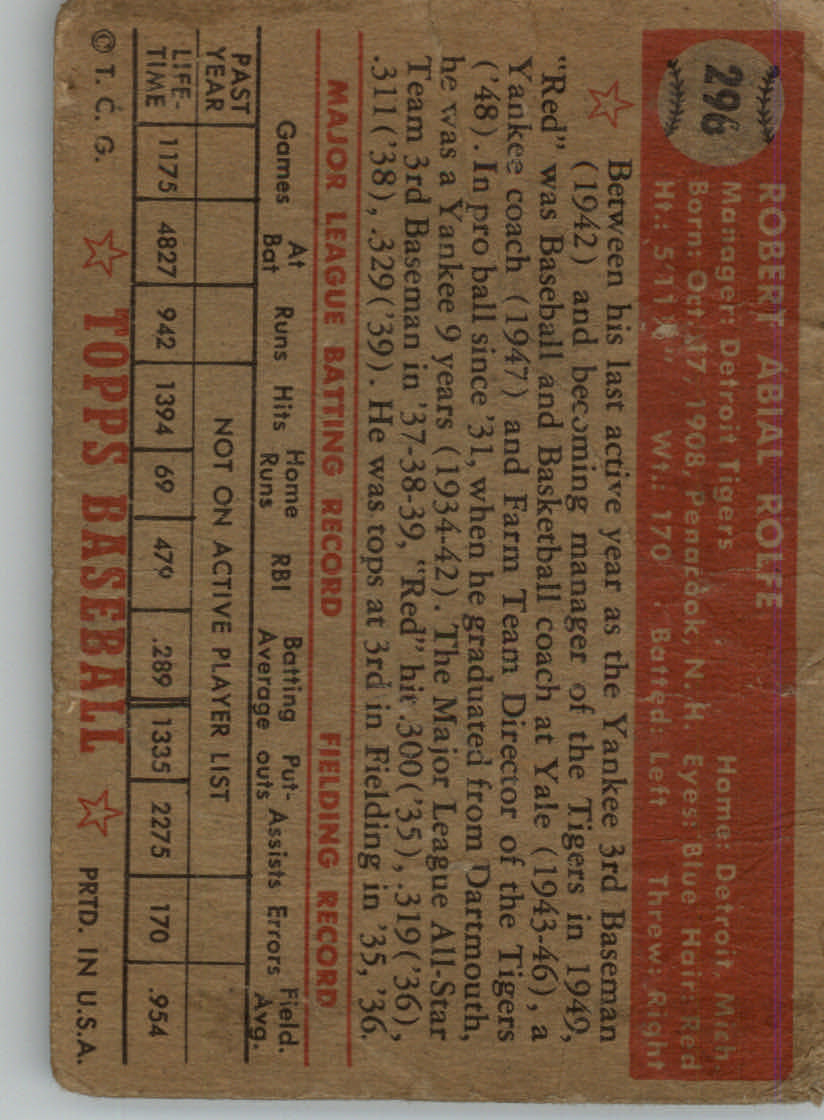 296
ROBERT ABIAL ROLFE
Manager: Detroit Tigers Home: Detroit, Mich.
Born: Oct. 17, 1908, Penacook, N. H. Eyes: Blue Hair: Red
Ht.: 5'11½" Wt.: 170 Batted: Left Threw: Right
Between his last active year as the Yankee 3rd Baseman
(1942) and becoming manager of the Tigers in 1949,
"Red" was Baseball and Basketball coach at Yale (1943-46), a
Yankee coach (1947) and Farm Team Director of the Tigers
('48). In pro ball since '31, when he graduated from Dartmouth,
he was a Yankee 9 years (1934-42). The Major League All-Star
Team 3rd Baseman in '37-38-39, "Red" hit .300('35), .319('36),
.311('38), .329('39). He was tops at 3rd in Fielding in '35, '36.
MAJOR LEAGUE BATTING RECORD FIELDING RECORD
Games At Bat Runs Hits Home Runs RBI Batting Average Put-outs Assists Errors Field. Avg.
PAST YEAR NOT ON ACTIVE PLAYER LIST
LIFE-TIME 1175 4827 942 1394 69 479 .289 1335 2275 170 .954
© T. C. G. TOPPS BASEBALL PRTD. IN U.S.A.